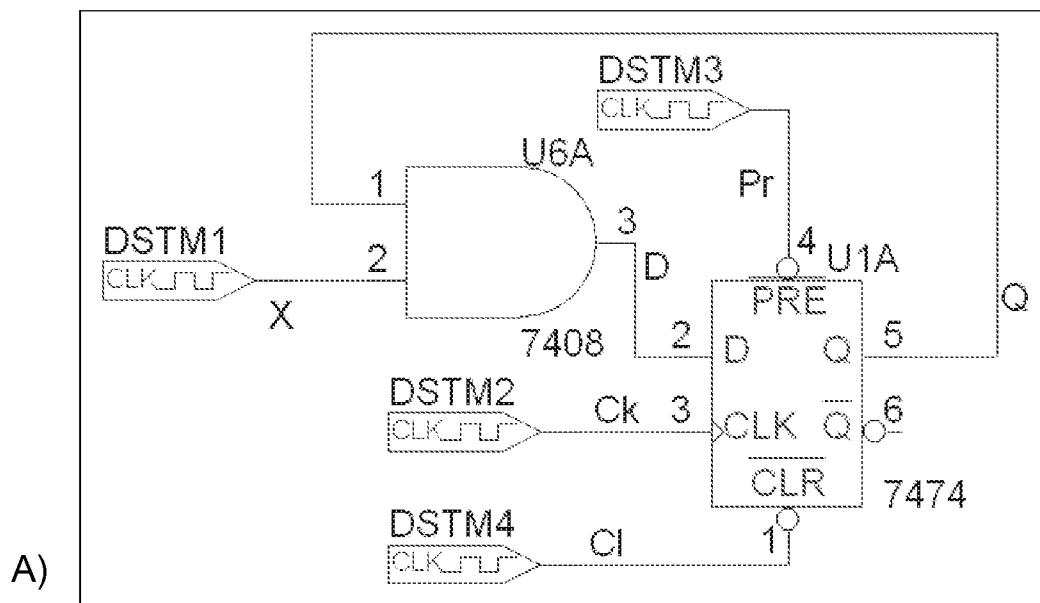 DSTM3
CLK
U6A
1
Pr
3
4
DSTM1
2
D
U1A
CLK
PRE
X
Q
7408
2
D
Q
5
DSTM2
Ck
3
6
CLK
CLK
Q
CLR
7474
DSTM4
Cl
1
CLK
A)